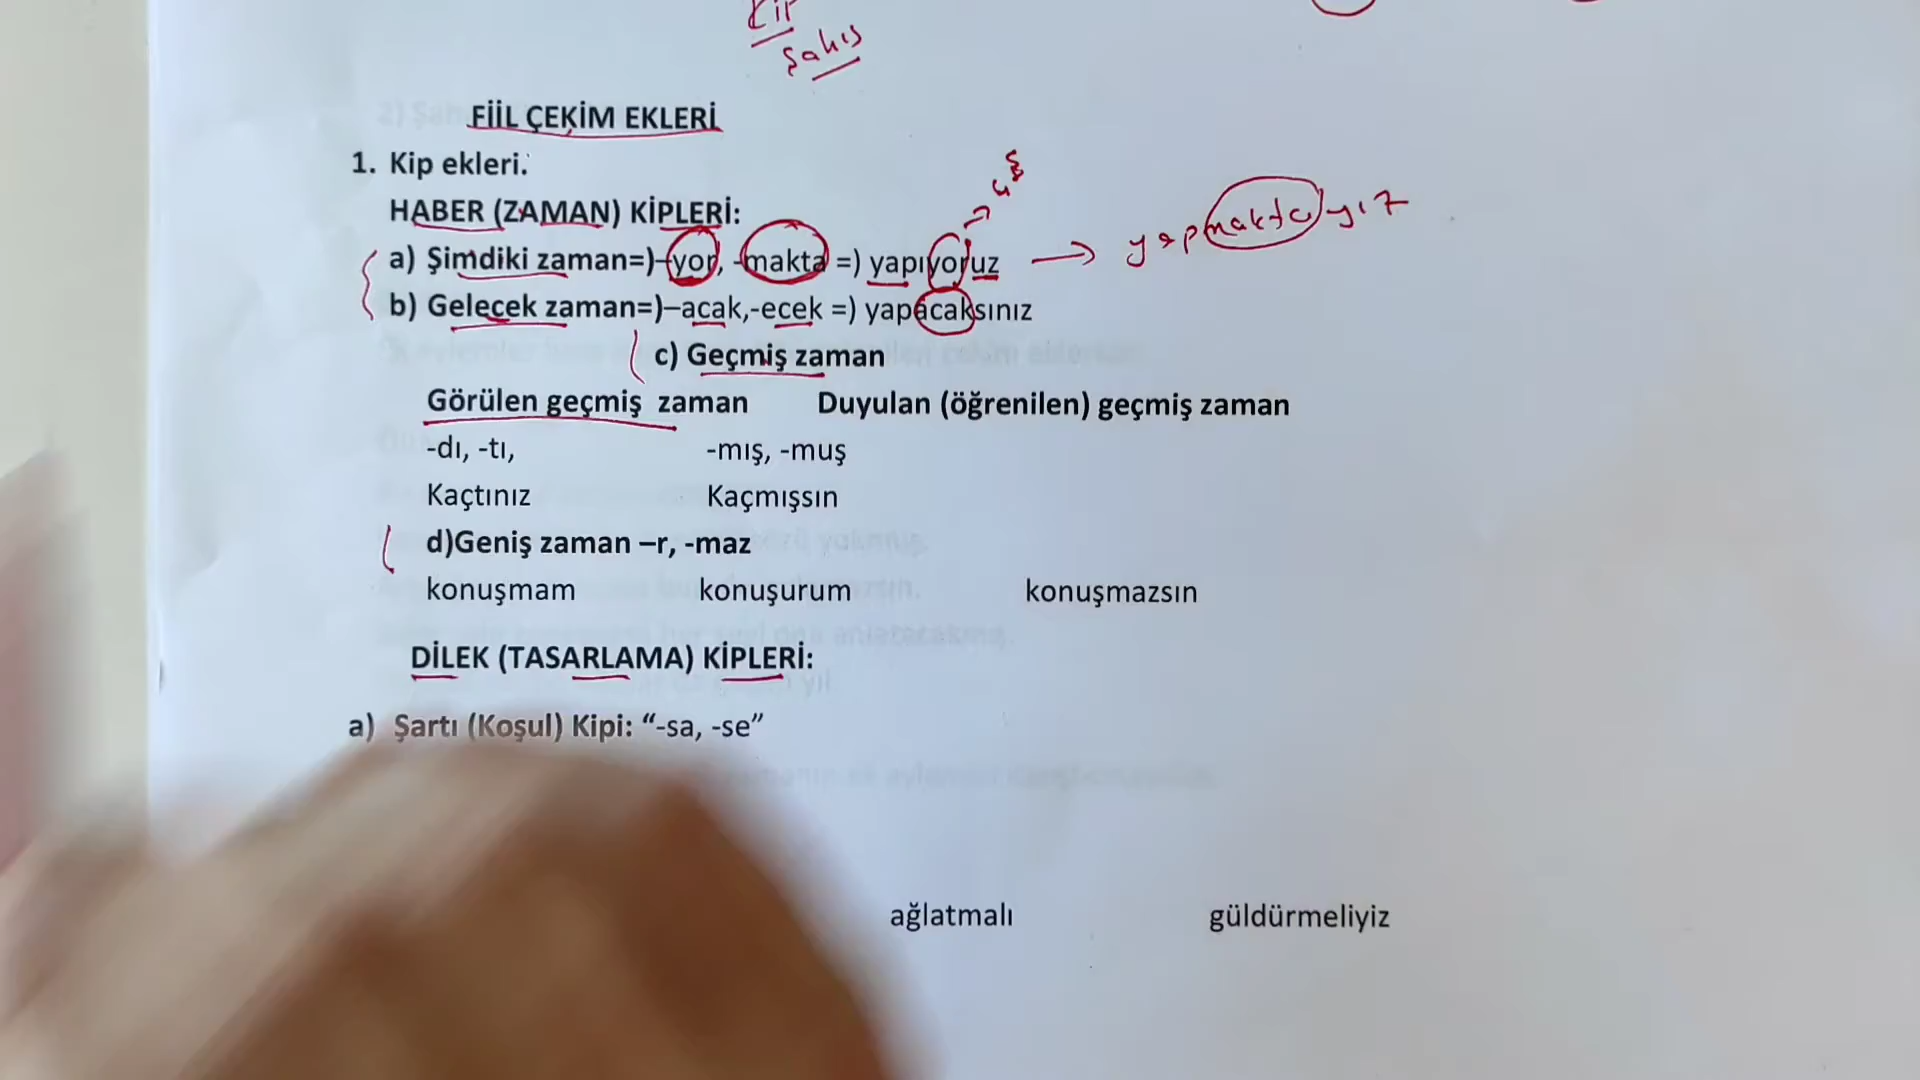 şahıs
FİİL ÇEKİM EKLERİ
1. Kip ekleri.
HABER (ZAMAN) KİPLERİ:
a) Şimdiki zaman=)–yor, -makta =) yapıyoruz → yapmaktayız
b) Gelecek zaman=)–acak,-ecek =) yapacaksınız
c) Geçmiş zaman
Görülen geçmiş zaman Duyulan (öğrenilen) geçmiş zaman
-dı, -tı, -mış, -muş
Kaçtınız Kaçmışsın
d)Geniş zaman –r, -maz
konuşmam konuşurum konuşmazsın
DİLEK (TASARLAMA) KİPLERİ:
a) Şartı (Koşul) Kipi: “-sa, -se”
ağlatmalı güldürmeliyiz